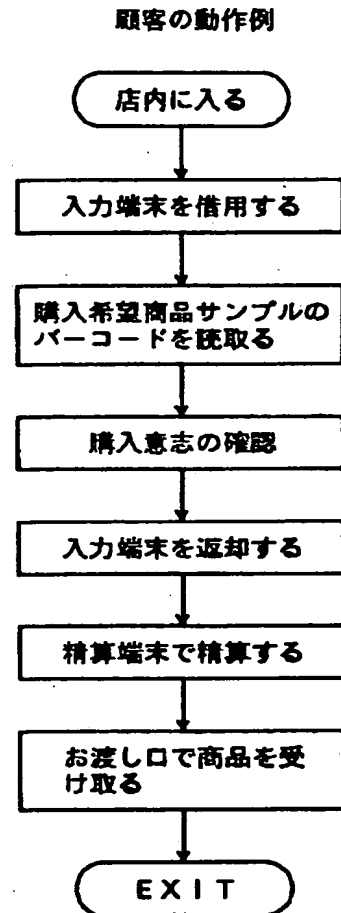 顧客の動作例
店内に入る
入力端末を借用する
購入希望商品サンプルの
バーコードを読取る
購入意志の確認
入力端末を返却する
精算端末で精算する
お渡し口で商品を受
け取る
EXIT